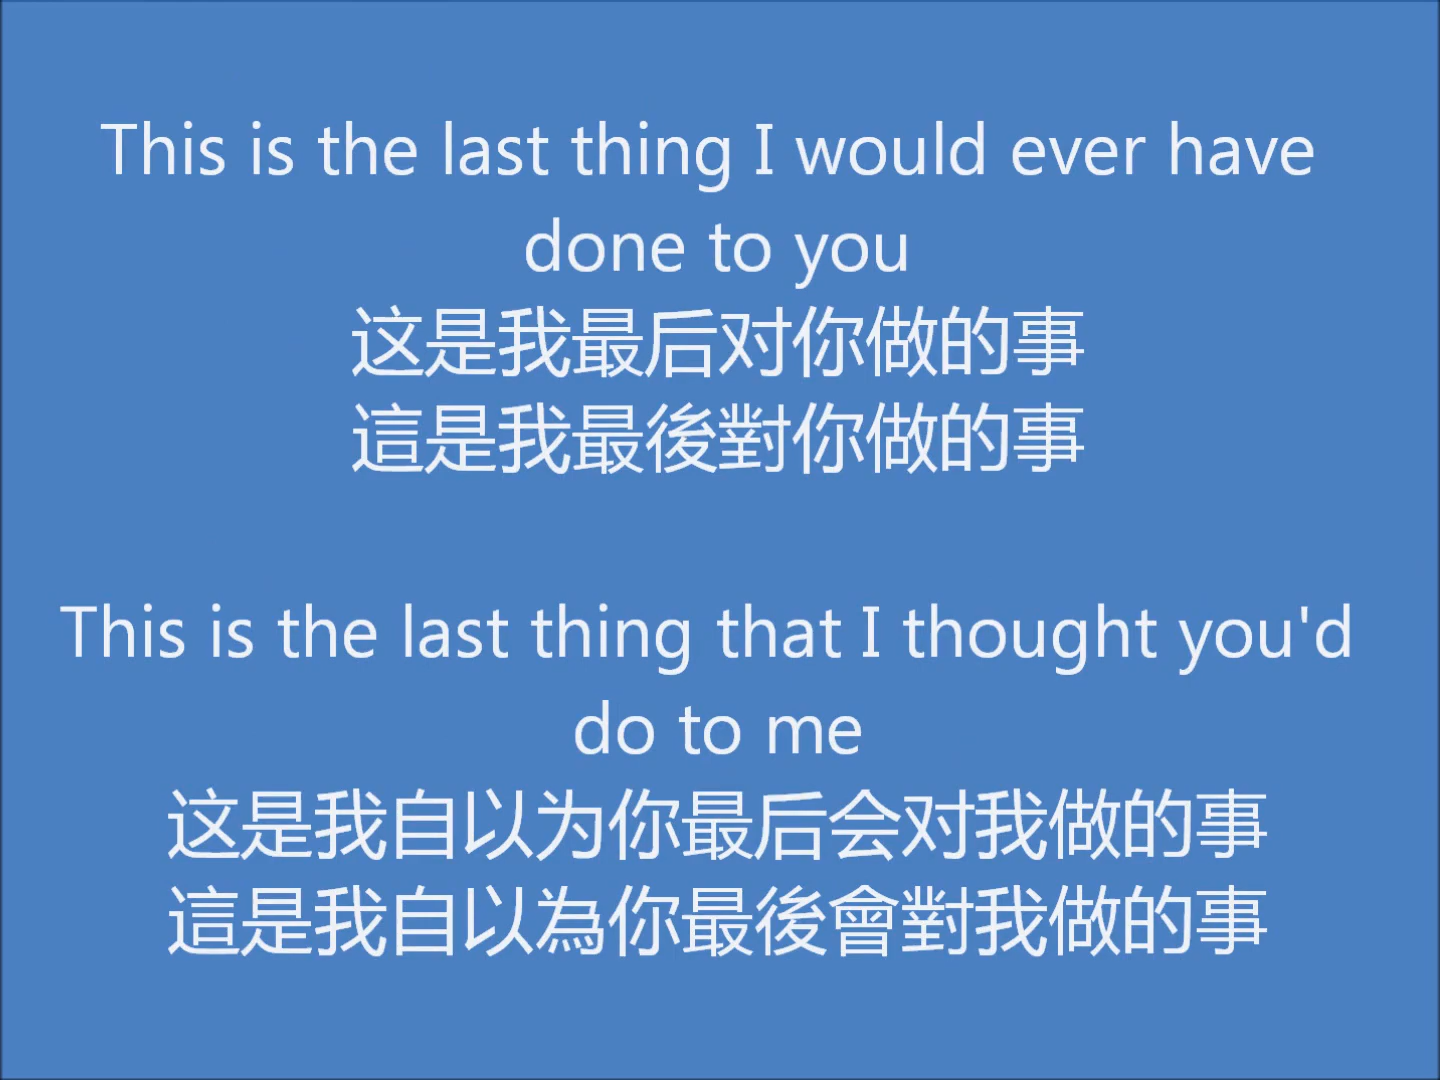 This is the last thing I would ever have
done to you
这是我最后对你做的事
這是我最後對你做的事
This is the last thing that I thought you'd
do to me
这是我自以为你最后会对我做的事
這是我自以為你最後會對我做的事